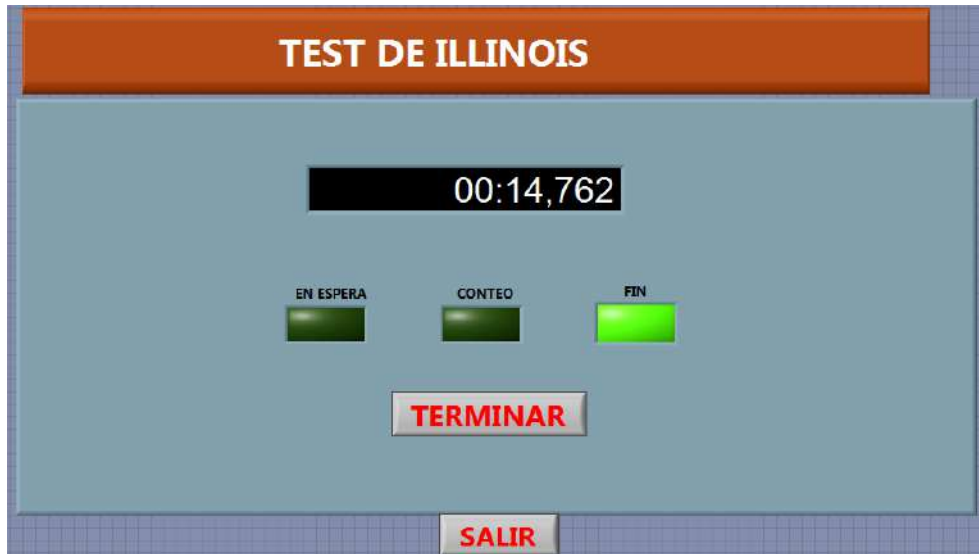 TEST DE ILLINOIS
00:14,762
EN ESPERA
CONTEO
FIN
TERMINAR
SALIR